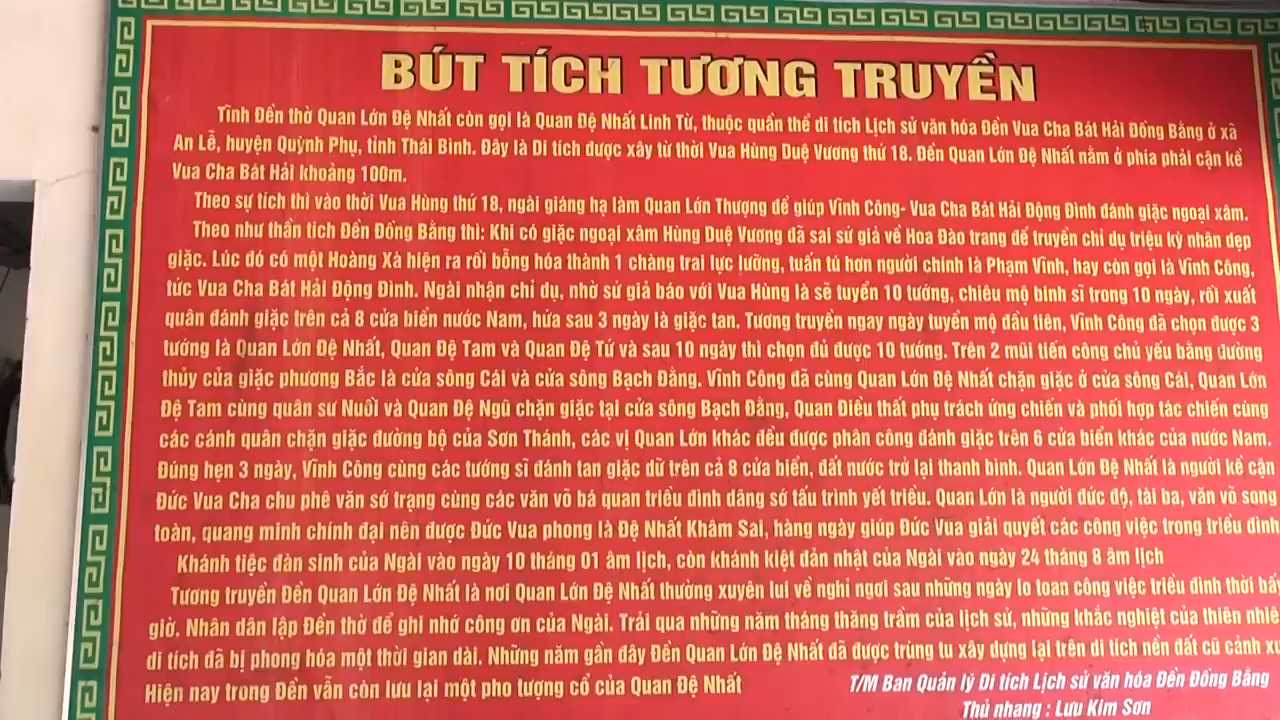 BÚT TÍCH TƯƠNG TRUYỀN
Tĩnh Đền thờ Quan Lớn Đệ Nhất còn gọi là Quan Đệ Nhất Linh Từ, thuộc quần thể di tích Lịch sử văn hóa Đền Vua Cha Bát Hải Đồng Bằng ở xã
An Lễ, huyện Quỳnh Phụ, tỉnh Thái Bình. Đây là Di tích được xây từ thời Vua Hùng Duệ Vương thứ 18. Đền Quan Lớn Đệ Nhất nằm ở phía phải cận kề
Vua Cha Bát Hải khoảng 100m.
Theo sự tích thì vào thời Vua Hùng thứ 18, ngài giáng hạ làm Quan Lớn Thượng để giúp Vĩnh Công- Vua Cha Bát Hải Động Đình đánh giặc ngoại xâm.
Theo như thần tích Đền Đồng Bằng thì: Khi có giặc ngoại xâm Hùng Duệ Vương đã sai sứ giả về Hoa Đào trang để truyền chỉ dụ triệu kỳ nhân dẹp
giặc. Lúc đó có một Hoàng Xà hiện ra rồi bỗng hóa thành 1 chàng trai lực lưỡng, tuấn tú hơn người chính là Phạm Vĩnh, hay còn gọi là Vĩnh Công,
tức Vua Cha Bát Hải Động Đình. Ngài nhận chỉ dụ, nhờ sứ giả báo với Vua Hùng là sẽ tuyển 10 tướng, chiêu mộ binh sĩ trong 10 ngày, rồi xuất
quân đánh giặc trên cả 8 cửa biển nước Nam, hứa sau 3 ngày là giặc tan. Tương truyền ngay ngày tuyển mộ đầu tiên, Vĩnh Công đã chọn được 3
tướng là Quan Lớn Đệ Nhất, Quan Đệ Tam và Quan Đệ Tứ và sau 10 ngày thì chọn đủ được 10 tướng. Trên 2 mũi tiến công chủ yếu bằng đường
thủy của giặc phương Bắc là cửa sông Cái và cửa sông Bạch Đằng. Vĩnh Công đã cùng Quan Lớn Đệ Nhất chặn giặc ở cửa sông Cái, Quan Lớn
Đệ Tam cùng quân sư Nuồi và Quan Đệ Ngũ chặn giặc tại cửa sông Bạch Đằng, Quan Điều thất phụ trách ứng chiến và phối hợp tác chiến cùng
các cánh quân chặn giặc đường bộ của Sơn Thánh, các vị Quan Lớn khác đều được phân công đánh giặc trên 6 cửa biển khác của nước Nam.
Đúng hẹn 3 ngày, Vĩnh Công cùng các tướng sĩ đánh tan giặc dữ trên cả 8 cửa biển, đất nước trở lại thanh bình. Quan Lớn Đệ Nhất là người kề cận
Đức Vua Cha chu phê văn sớ trạng cùng các văn võ bá quan triều đình dâng sớ tấu trình yết triều. Quan Lớn là người đức độ, tài ba, văn võ song
toàn, quang minh chính đại nên được Đức Vua phong là Đệ Nhất Khâm Sai, hàng ngày giúp Đức Vua giải quyết các công việc trong triều đình
Khánh tiệc đản sinh của Ngài vào ngày 10 tháng 01 âm lịch, còn khánh kiệt đản nhật của Ngài vào ngày 24 tháng 8 âm lịch
Tương truyền Đền Quan Lớn Đệ Nhất là nơi Quan Lớn Đệ Nhất thường xuyên lui về nghỉ ngơi sau những ngày lo toan công việc triều đình thời bấy
giờ. Nhân dân lập Đền thờ để ghi nhớ công ơn của Ngài. Trải qua những năm tháng thăng trầm của lịch sử, những khắc nghiệt của thiên nhiê
di tích đã bị phong hóa một thời gian dài. Những năm gần đây Đền Quan Lớn Đệ Nhất đã được trùng tu xây dựng lại trên di tích nền đất cũ cảnh xư
Hiện nay trong Đền vẫn còn lưu lại một pho tượng cổ của Quan Đệ Nhất
T/M Ban Quản lý Di tích Lịch sử văn hóa Đền Đồng Bằng
Thủ nhang : Lưu Kim Sơn